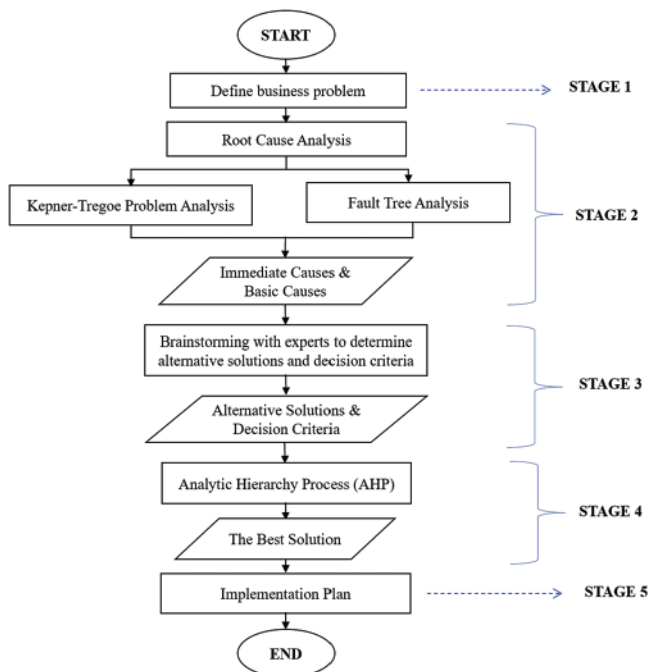 START
Define business problem
STAGE 1
Root Cause Analysis
Kepner-Tregoe Problem Analysis
Fault Tree Analysis
STAGE 2
Immediate Causes &
Basic Causes
Brainstorming with experts to determine
alternative solutions and decision criteria
STAGE 3
Alternative Solutions &
Decision Criteria
Analytic Hierarchy Process (AHP)
STAGE 4
The Best Solution
Implementation Plan
STAGE 5
END